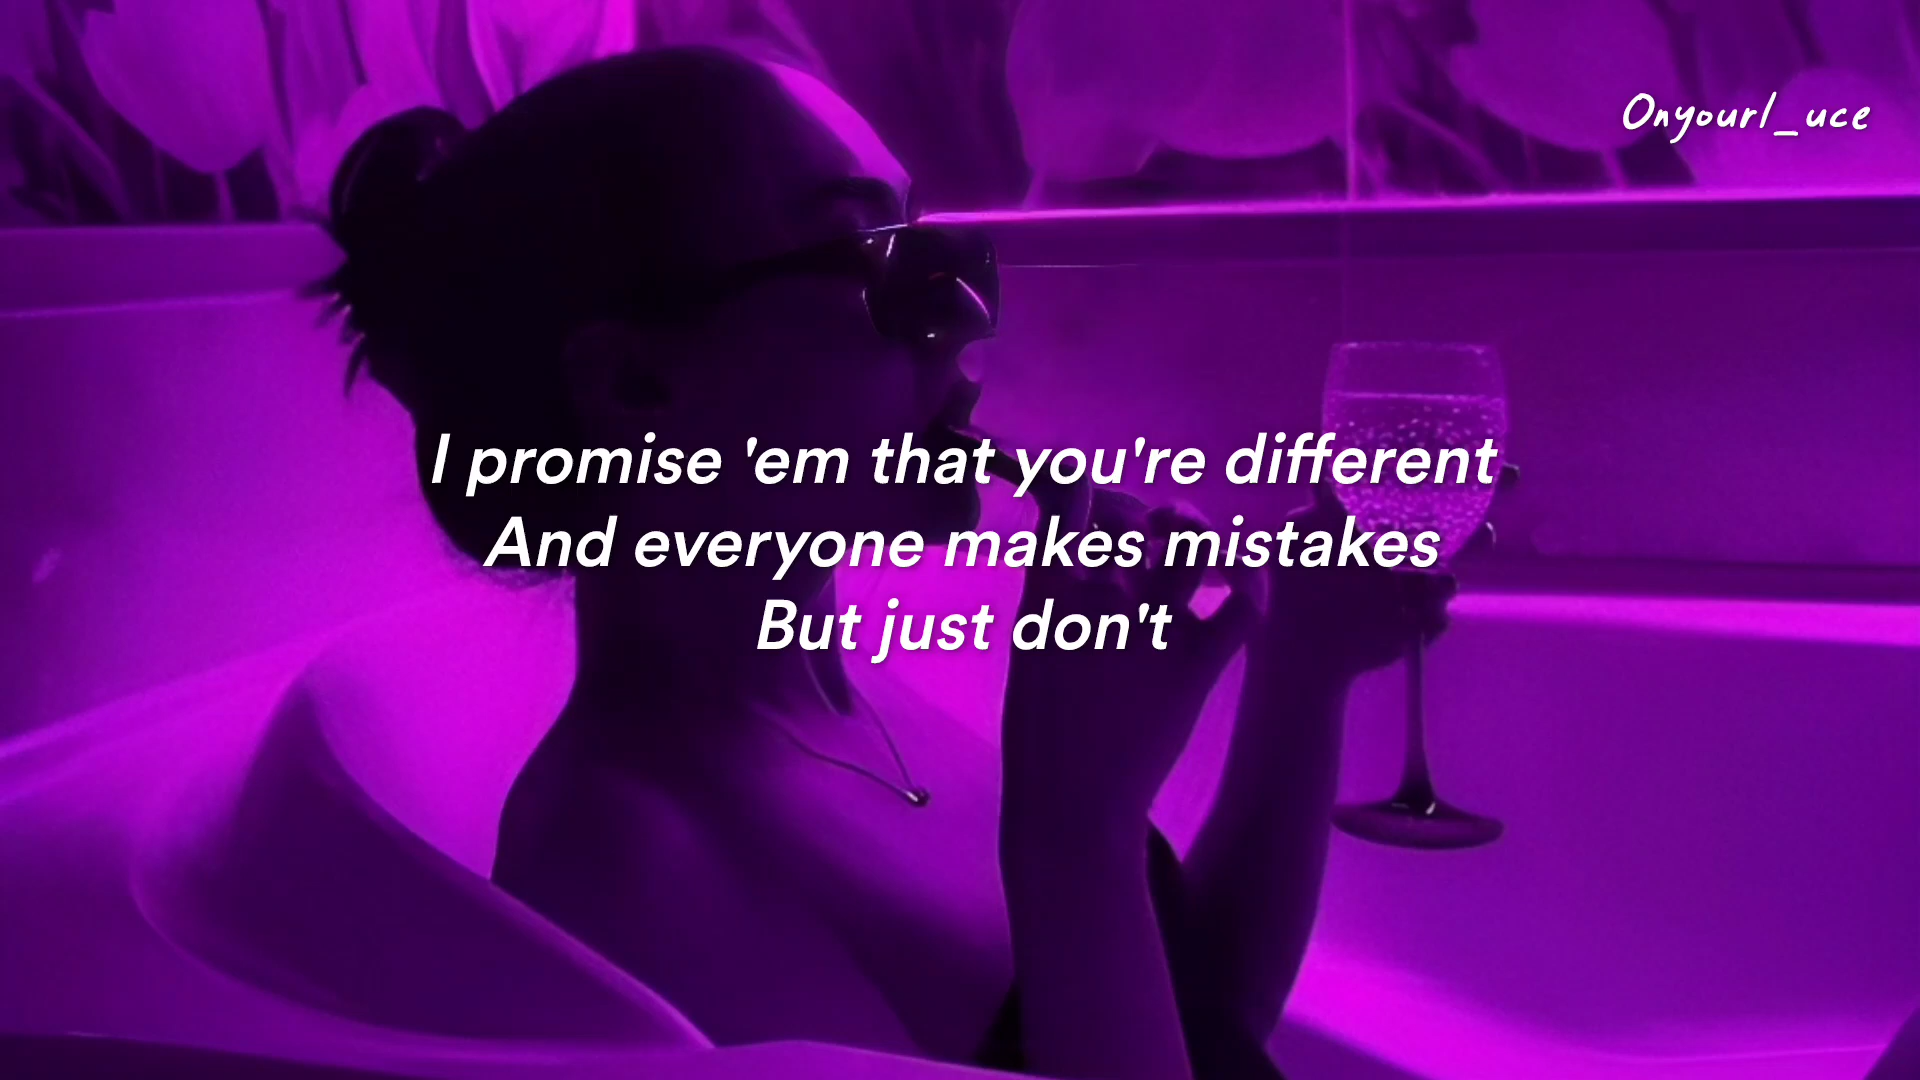 Onyourl_uce
I promise 'em that you're different
And everyone makes mistakes
But just don't